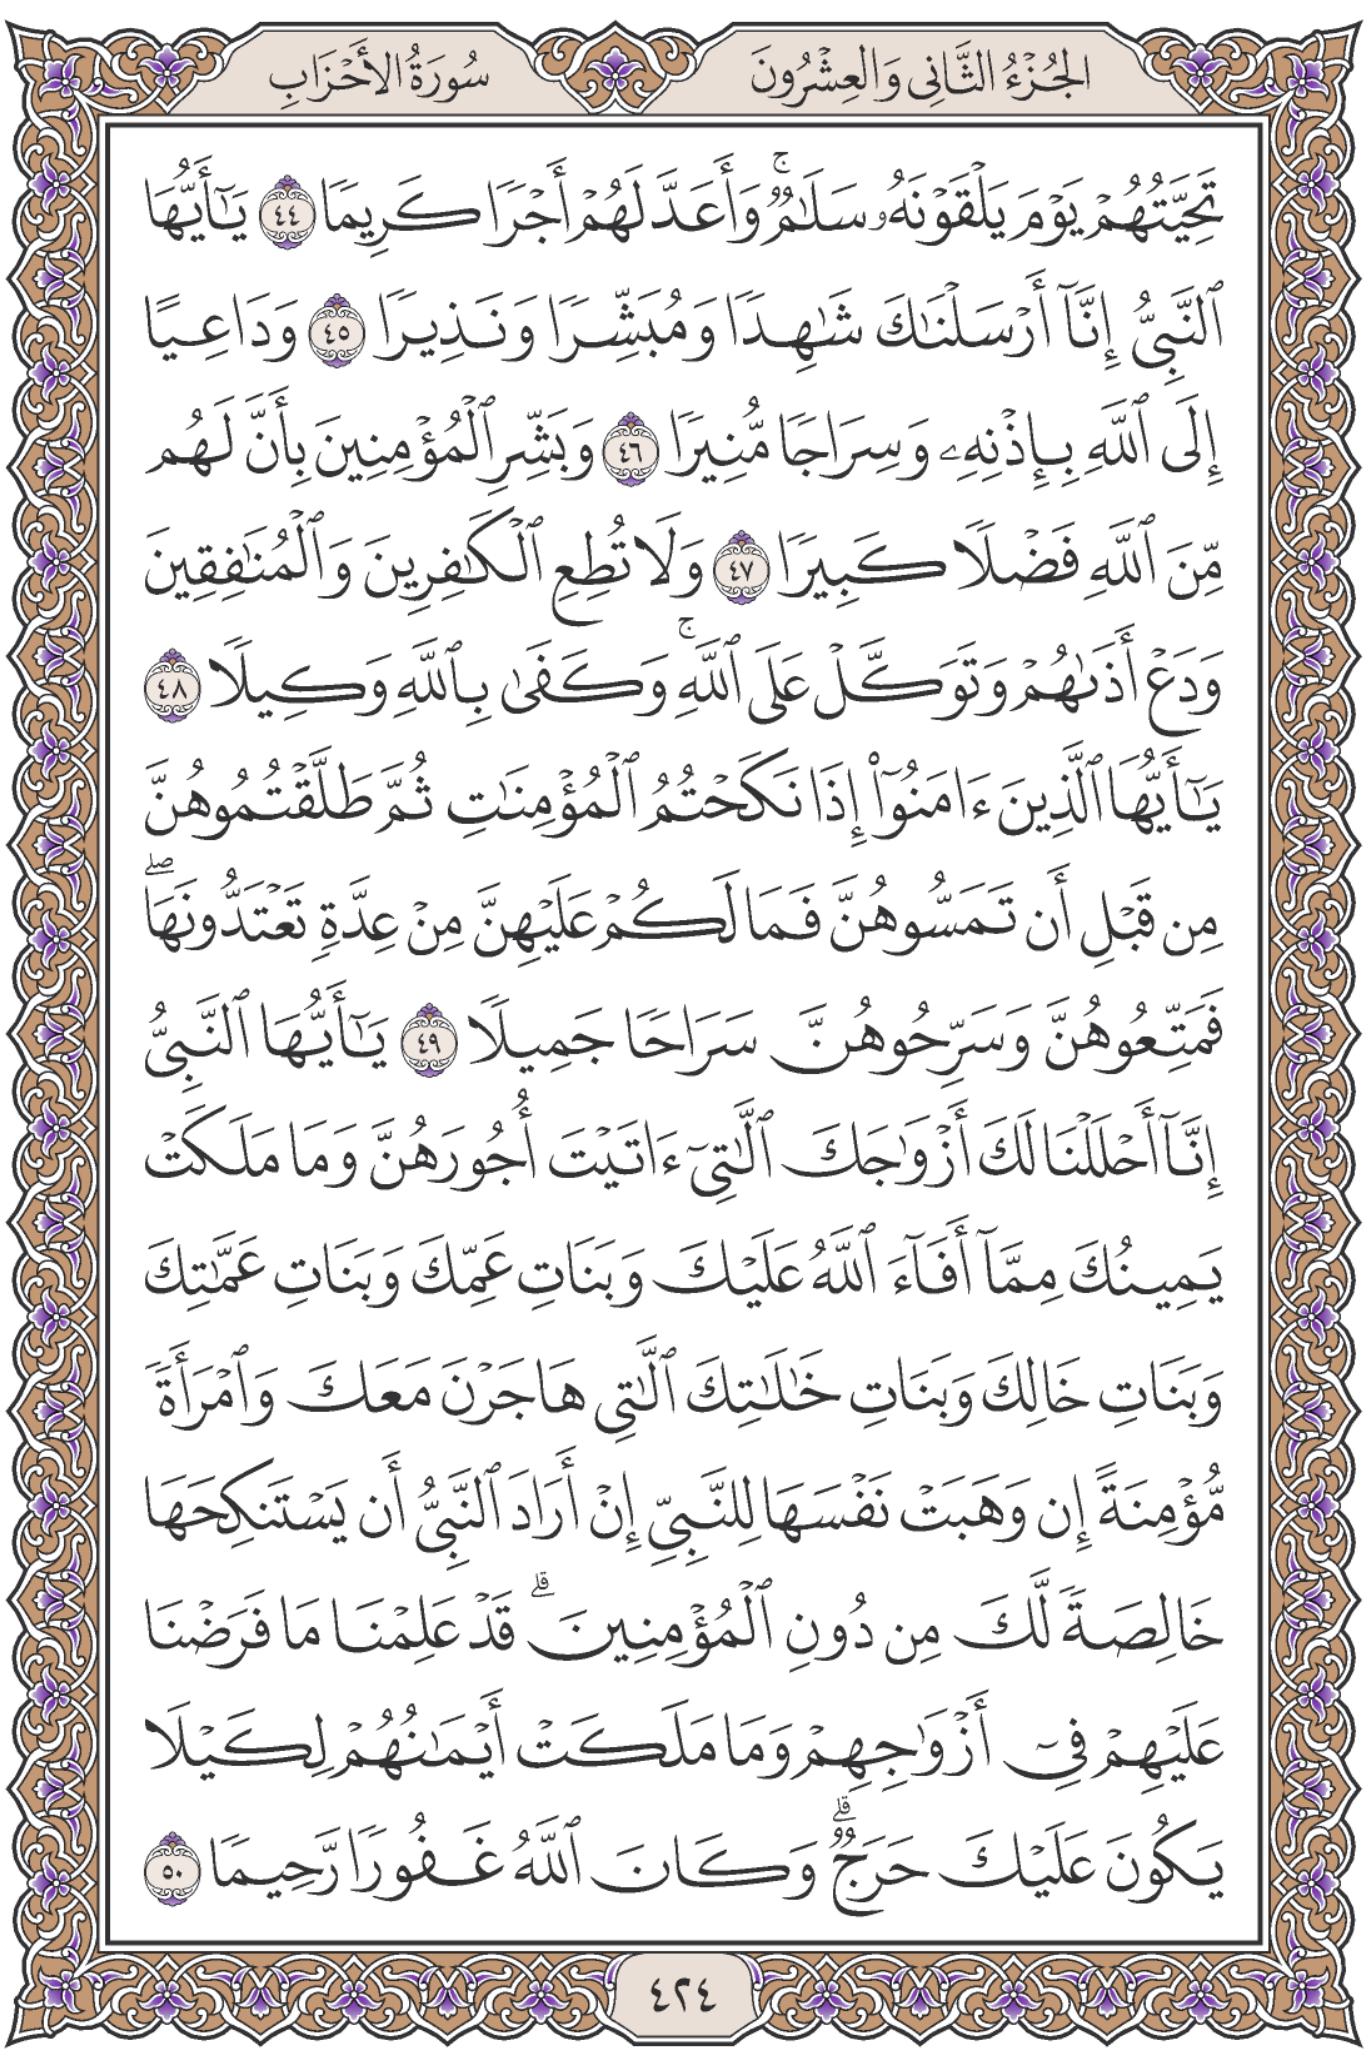 الجُزْءُ الثَّانِي وَالعِشْرُونَ
سُورَةُ الأَحْزَابِ
تَحِيَّتُهُمْ يَوْمَ يَلْقَوْنَهُۥ سَلَٰمٌۚ وَأَعَدَّ لَهُمْ أَجْرًا كَرِيمًا ٤٤ يَٰٓأَيُّهَا
ٱلنَّبِيُّ إِنَّآ أَرْسَلْنَٰكَ شَٰهِدًا وَمُبَشِّرًا وَنَذِيرًا ٤٥ وَدَاعِيًا
إِلَى ٱللَّهِ بِإِذْنِهِۦ وَسِرَاجًا مُّنِيرًا ٤٦ وَبَشِّرِ ٱلْمُؤْمِنِينَ بِأَنَّ لَهُم
مِّنَ ٱللَّهِ فَضْلًا كَبِيرًا ٤٧ وَلَا تُطِعِ ٱلْكَٰفِرِينَ وَٱلْمُنَٰفِقِينَ
وَدَعْ أَذَىٰهُمْ وَتَوَكَّلْ عَلَى ٱللَّهِۚ وَكَفَىٰ بِٱللَّهِ وَكِيلًا ٤٨
يَٰٓأَيُّهَا ٱلَّذِينَ ءَامَنُوٓا۟ إِذَا نَكَحْتُمُ ٱلْمُؤْمِنَٰتِ ثُمَّ طَلَّقْتُمُوهُنَّ
مِن قَبْلِ أَن تَمَسُّوهُنَّ فَمَا لَكُمْ عَلَيْهِنَّ مِنْ عِدَّةٍ تَعْتَدُّونَهَاۖ
فَمَتِّعُوهُنَّ وَسَرِّحُوهُنَّ سَرَاحًا جَمِيلًا ٤٩ يَٰٓأَيُّهَا ٱلنَّبِيُّ
إِنَّآ أَحْلَلْنَا لَكَ أَزْوَٰجَكَ ٱلَّٰتِيٓ ءَاتَيْتَ أُجُورَهُنَّ وَمَا مَلَكَتْ
يَمِينُكَ مِمَّآ أَفَآءَ ٱللَّهُ عَلَيْكَ وَبَنَاتِ عَمِّكَ وَبَنَاتِ عَمَّٰتِكَ
وَبَنَاتِ خَالِكَ وَبَنَاتِ خَٰلَٰتِكَ ٱلَّٰتِي هَاجَرْنَ مَعَكَ وَٱمْرَأَةً
مُّؤْمِنَةً إِن وَهَبَتْ نَفْسَهَا لِلنَّبِيِّ إِنْ أَرَادَ ٱلنَّبِيُّ أَن يَسْتَنكِحَهَا
خَالِصَةً لَّكَ مِن دُونِ ٱلْمُؤْمِنِينَۗ قَدْ عَلِمْنَا مَا فَرَضْنَا
عَلَيْهِمْ فِيٓ أَزْوَٰجِهِمْ وَمَا مَلَكَتْ أَيْمَٰنُهُمْ لِكَيْلَا
يَكُونَ عَلَيْكَ حَرَجٌۗ وَكَانَ ٱللَّهُ غَفُورًا رَّحِيمًا ٥٠
٤٢٤